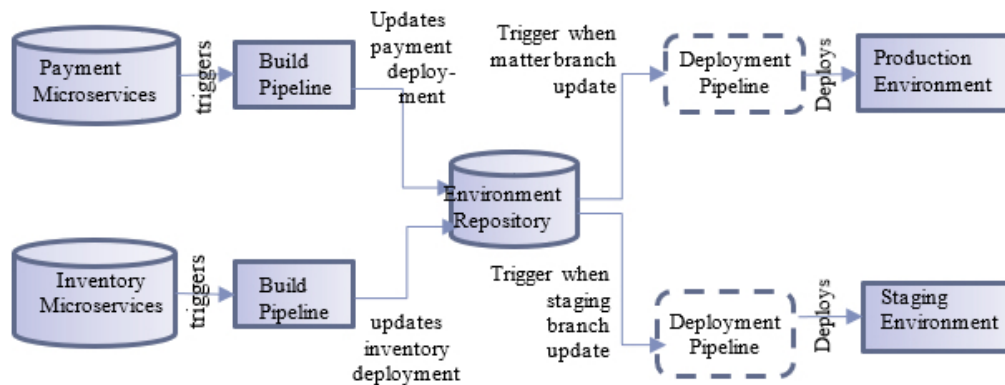 Payment
Microservices
triggers
Build
Pipeline
Updates
payment
deploy-
ment
Trigger when
matter branch
update
Deployment
Pipeline
Deploys
Production
Environment
Environment
Repository
Inventory
Microservices
triggers
Build
Pipeline
updates
inventory
deployment
Trigger when
staging
branch
update
Deployment
Pipeline
Deploys
Staging
Environment